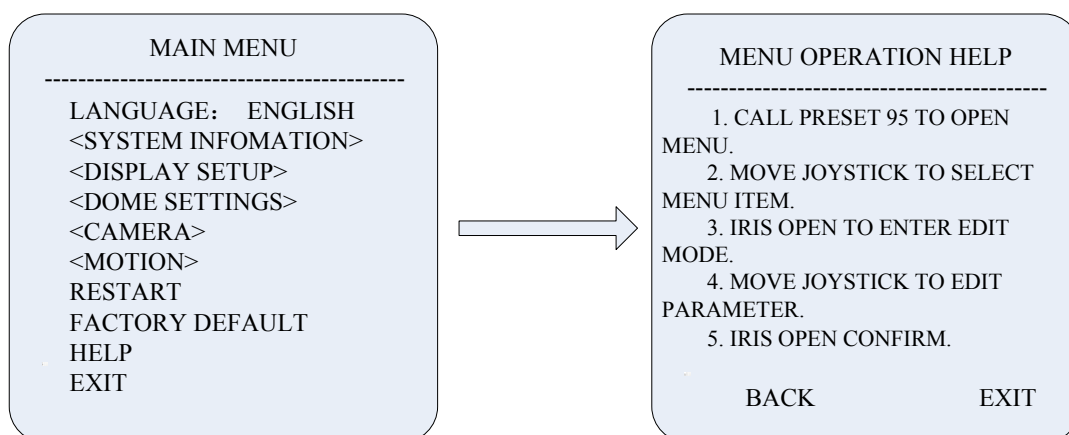 MAIN MENU
------------------------------------------
LANGUAGE： ENGLISH
<SYSTEM INFOMATION>
<DISPLAY SETUP>
<DOME SETTINGS>
<CAMERA>
<MOTION>
RESTART
FACTORY DEFAULT
HELP
EXIT
MENU OPERATION HELP
------------------------------------------
1. CALL PRESET 95 TO OPEN
MENU.
2. MOVE JOYSTICK TO SELECT
MENU ITEM.
3. IRIS OPEN TO ENTER EDIT
MODE.
4. MOVE JOYSTICK TO EDIT
PARAMETER.
5. IRIS OPEN CONFIRM.
BACK EXIT